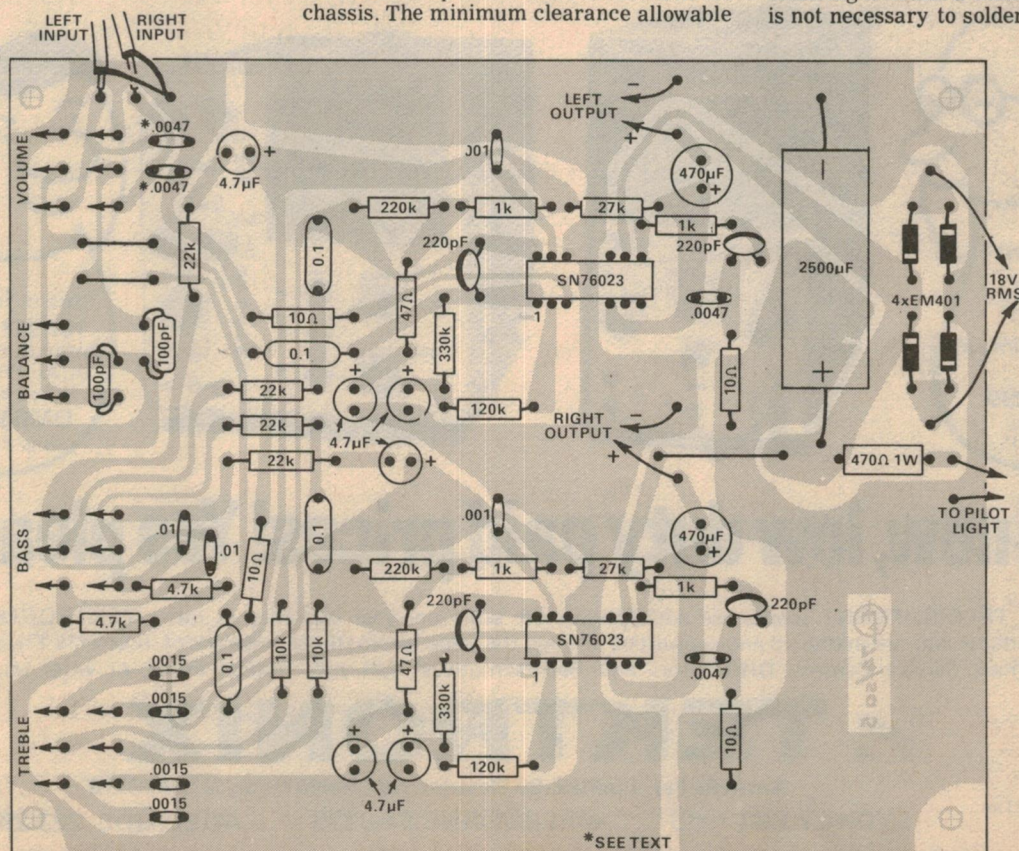 chassis. The minimum clearance allowable
is not necessary to solder
LEFT INPUT
RIGHT INPUT
VOLUME
*.0047
*.0047
4.7µF
+
22k
220k
001
1k
27k
LEFT OUTPUT
−
+
470µF
+
1k
220pF
0.1
220pF
SN76023
1
47Ω
10Ω
330k
0.1
.0047
10Ω
−
2500µF
+
4xEM401
18V RMS
BALANCE
100pF
100pF
22k
22k
22k
+
+
4.7µF
+
120k
RIGHT OUTPUT
−
+
470Ω 1W
TO PILOT LIGHT
BASS
.01
.01
10Ω
0.1
4.7k
4.7k
.001
220k
1k
27k
470µF
+
1k
220pF
220pF
SN76023
1
47Ω
10k
10k
0.1
330k
.0047
10Ω
TREBLE
.0015
.0015
.0015
.0015
+
+
4.7µF
120k
*SEE TEXT